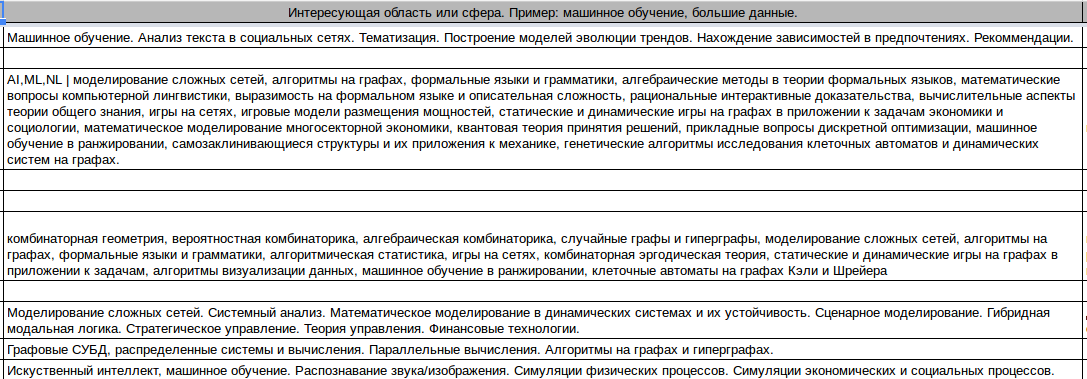 Интересующая область или сфера. Пример: машинное обучение, большие данные.
Машинное обучение. Анализ текста в социальных сетях. Тематизация. Построение моделей эволюции трендов. Нахождение зависимостей в предпочтениях. Рекоммендации.
AI,ML,NL | моделирование сложных сетей, алгоритмы на графах, формальные языки и грамматики, алгебраические методы в теории формальных языков, математические
вопросы компьютерной лингвистики, выразимость на формальном языке и описательная сложность, рациональные интерактивные доказательства, вычислительные аспекты
теории общего знания, игры на сетях, игровые модели размещения мощностей, статические и динамические игры на графах в приложении к задачам экономики и
социологии, математическое моделирование многосекторной экономики, квантовая теория принятия решений, прикладные вопросы дискретной оптимизации, машинное
обучение в ранжировании, самозаклинивающиеся структуры и их приложения к механике, генетические алгоритмы исследования клеточных автоматов и динамических
систем на графах.
комбинаторная геометрия, вероятностная комбинаторика, алгебраическая комбинаторика, случайные графы и гиперграфы, моделирование сложных сетей, алгоритмы на
графах, формальные языки и грамматики, алгоритмическая статистика, игры на сетях, комбинаторная эргодическая теория, статические и динамические игры на графах в
приложении к задачам, алгоритмы визуализации данных, машинное обучение в ранжировании, клеточные автоматы на графах Кэли и Шрейера
Моделирование сложных сетей. Системный анализ. Математическое моделирование в динамических системах и их устойчивость. Сценарное моделирование. Гибридная
модальная логика. Стратегическое управление. Теория управления. Финансовые технологии.
Графовые СУБД, распределенные системы и вычисления. Параллельные вычисления. Алгоритмы на графах и гиперграфах.
Искуственный интеллект, машинное обучение. Распознавание звука/изображения. Симуляции физических процессов. Симуляции экономических и социальных процессов.